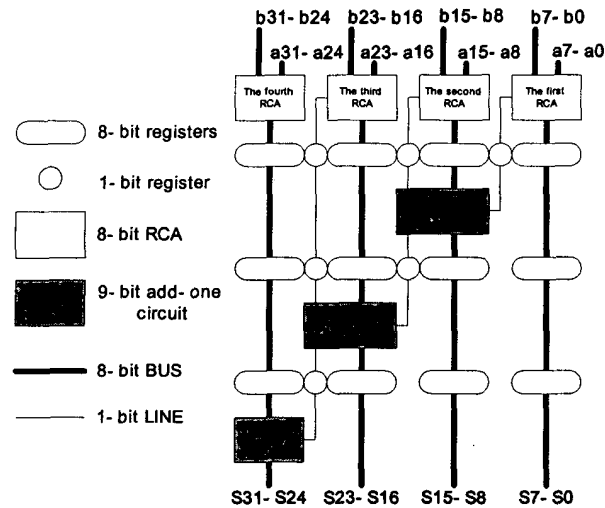 b31- b24 b23- b16 b15- b8 b7- b0
a31- a24 a23- a16 a15- a8 a7- a0
The fourth RCA
The third RCA
The second RCA
The first RCA
8- bit registers
1- bit register
8- bit RCA
9- bit add- one circuit
8- bit BUS
1- bit LINE
S31- S24 S23- S16 S15- S8 S7- S0